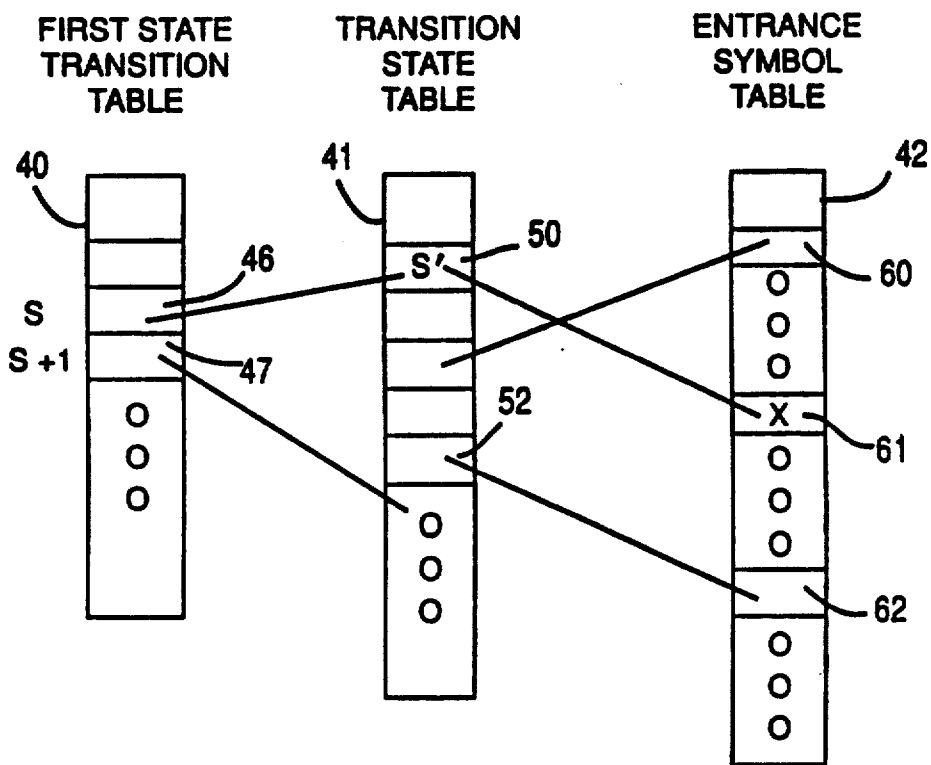 FIRST STATE
TRANSITION
TABLE
TRANSITION
STATE
TABLE
ENTRANCE
SYMBOL
TABLE
40
41
42
46
S
S +1
47
O
O
O
50
S'
52
O
O
O
60
O
O
O
X
61
O
O
O
62
O
O
O